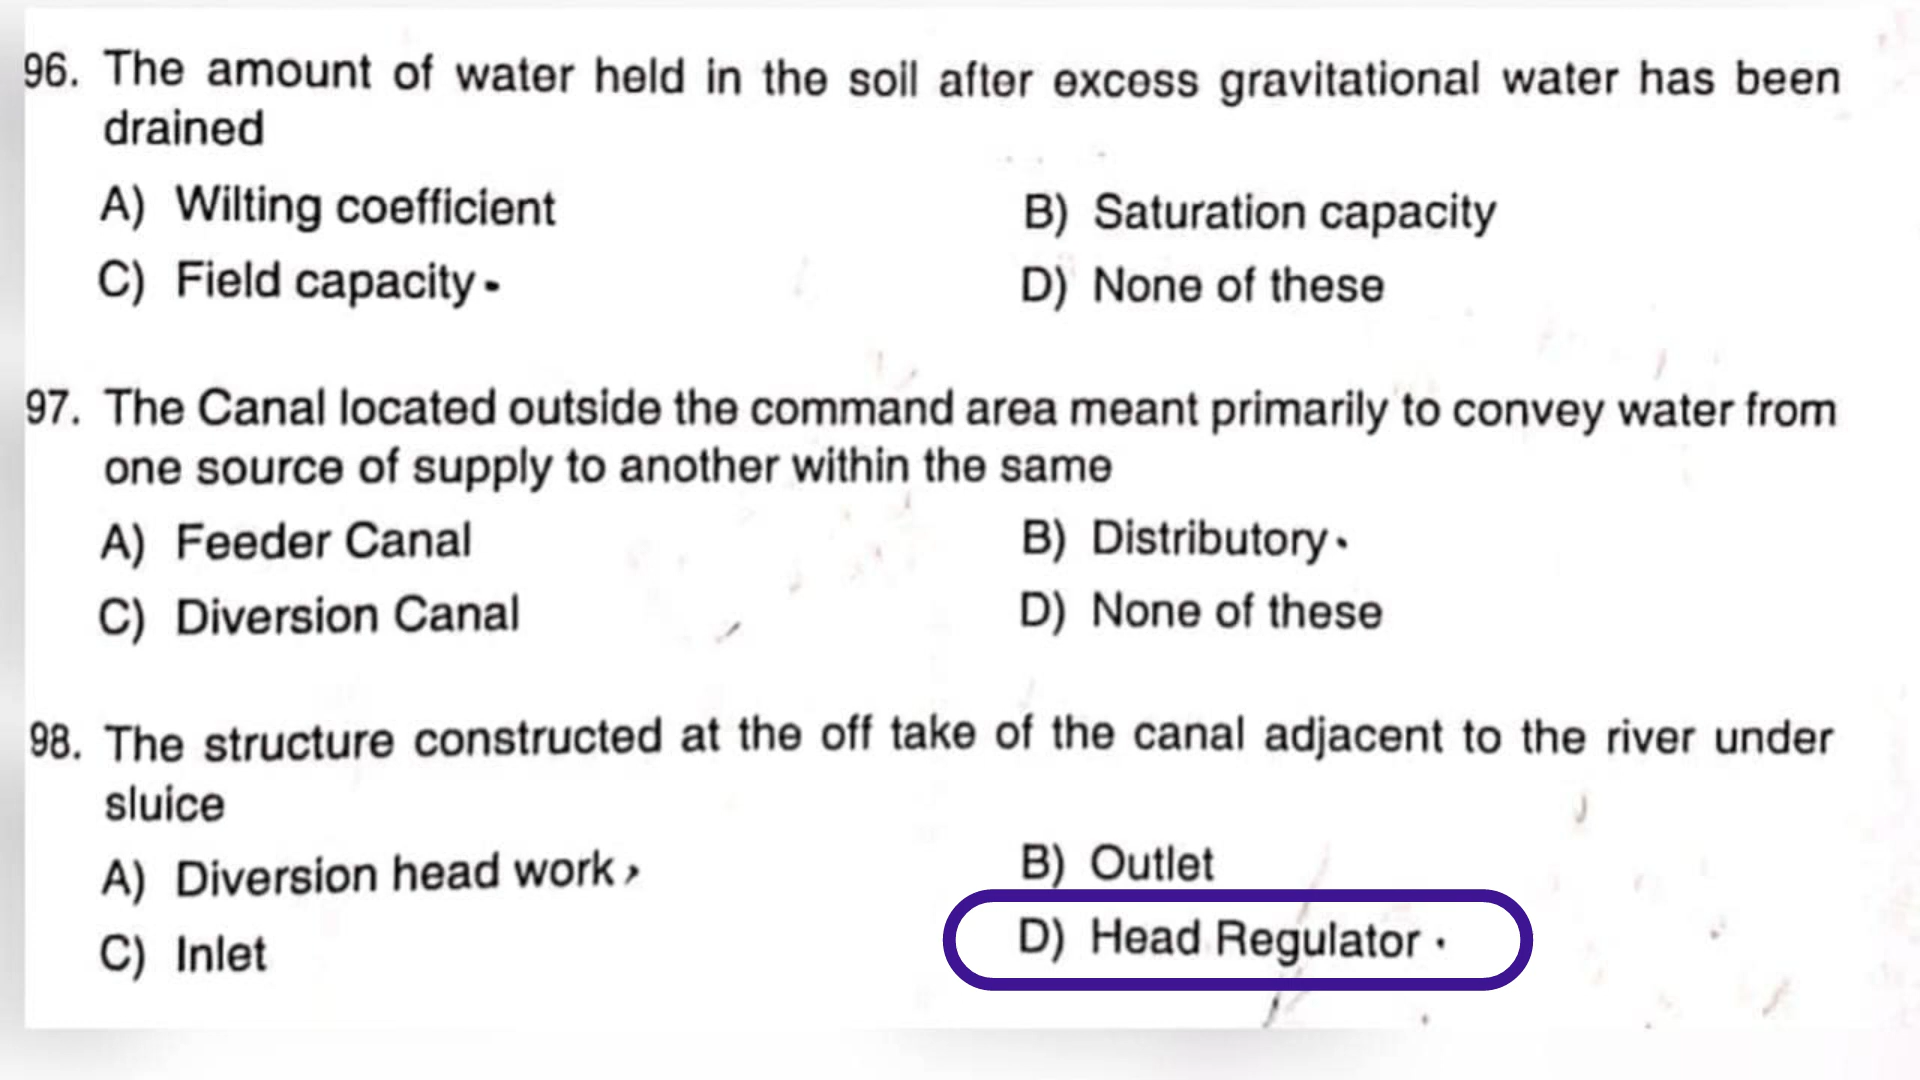 96. The amount of water held in the soil after excess gravitational water has been
drained
A) Wilting coefficient
B) Saturation capacity
C) Field capacity
D) None of these
97. The Canal located outside the command area meant primarily to convey water from
one source of supply to another within the same
A) Feeder Canal
B) Distributory
C) Diversion Canal
D) None of these
98. The structure constructed at the off take of the canal adjacent to the river under
sluice
A) Diversion head work
B) Outlet
C) Inlet
D) Head Regulator